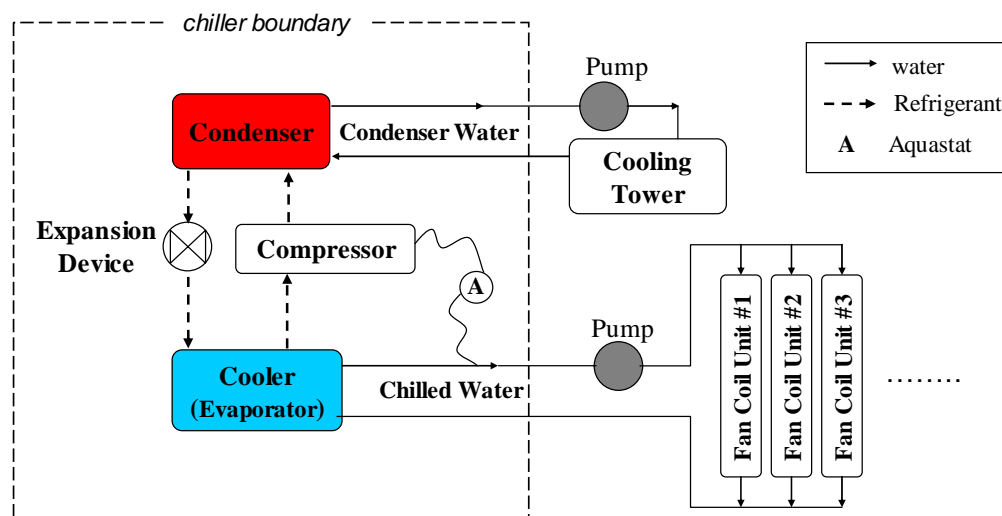 chiller boundary
Pump
water
Refrigerant
A
Aquastat
Condenser
Condenser Water
Cooling
Tower
Expansion
Device
Compressor
A
Pump
Cooler
(Evaporator)
Chilled Water
Fan Coil Unit #1
Fan Coil Unit #2
Fan Coil Unit #3
........